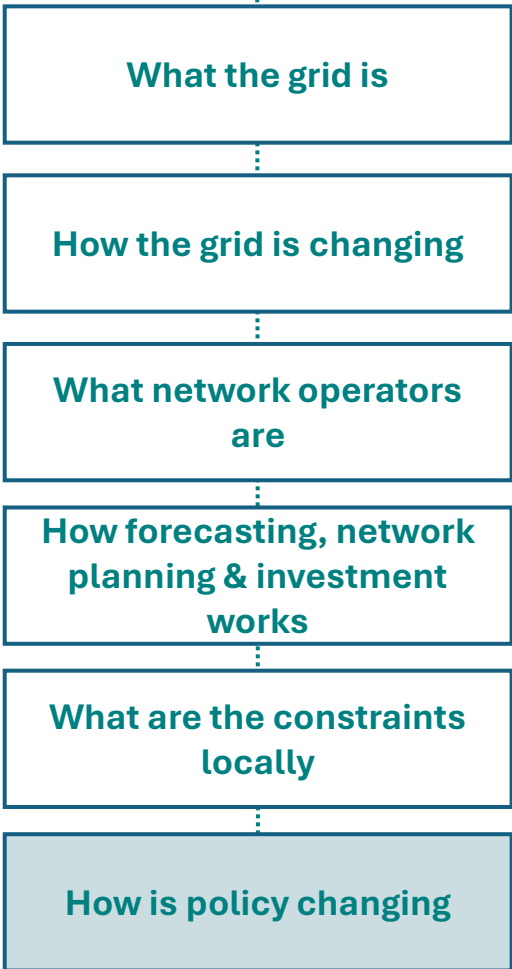 What the grid is
How the grid is changing
What network operators
are
How forecasting, network
planning & investment
works
What are the constraints
locally
How is policy changing